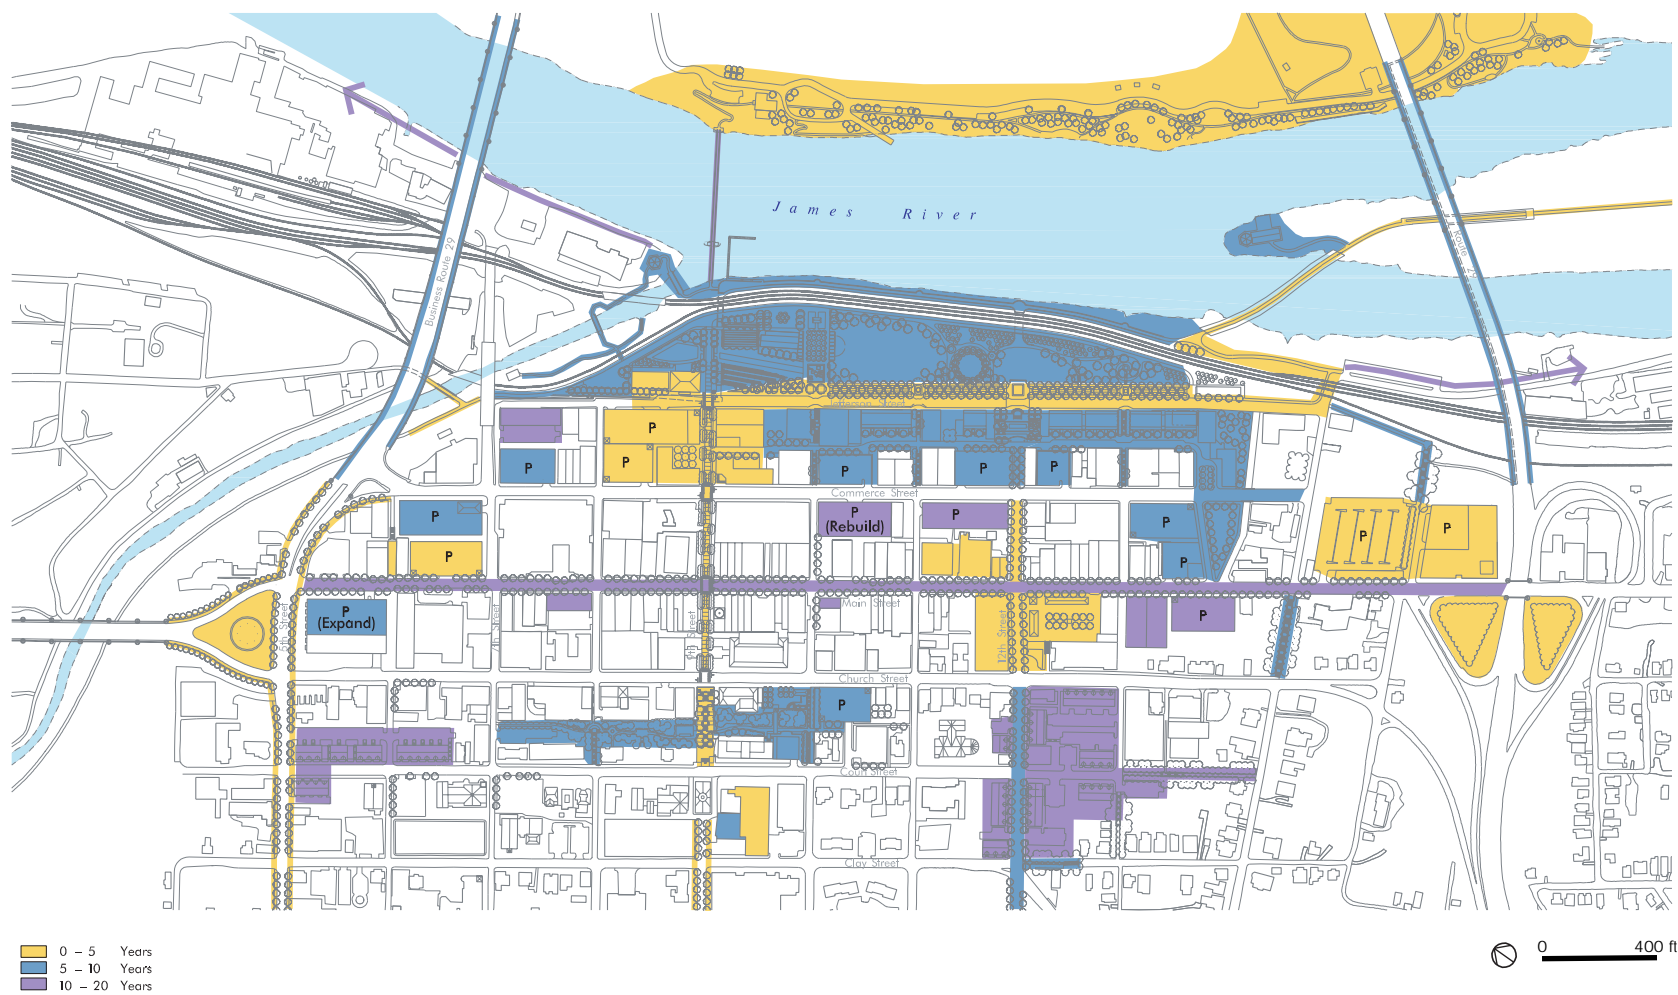 James River
Business Route 29
Route 29
Jefferson Street
P
P
P
P
P
P
Commerce Street
P
P
(Rebuild)
P
P
P
P
P
P
P
(Expand)
Main Street
P
5th Street
7th Street
9th Street
12th Street
Church Street
P
Court Street
Clay Street
0 – 5 Years
5 – 10 Years
10 – 20 Years
0 400 ft